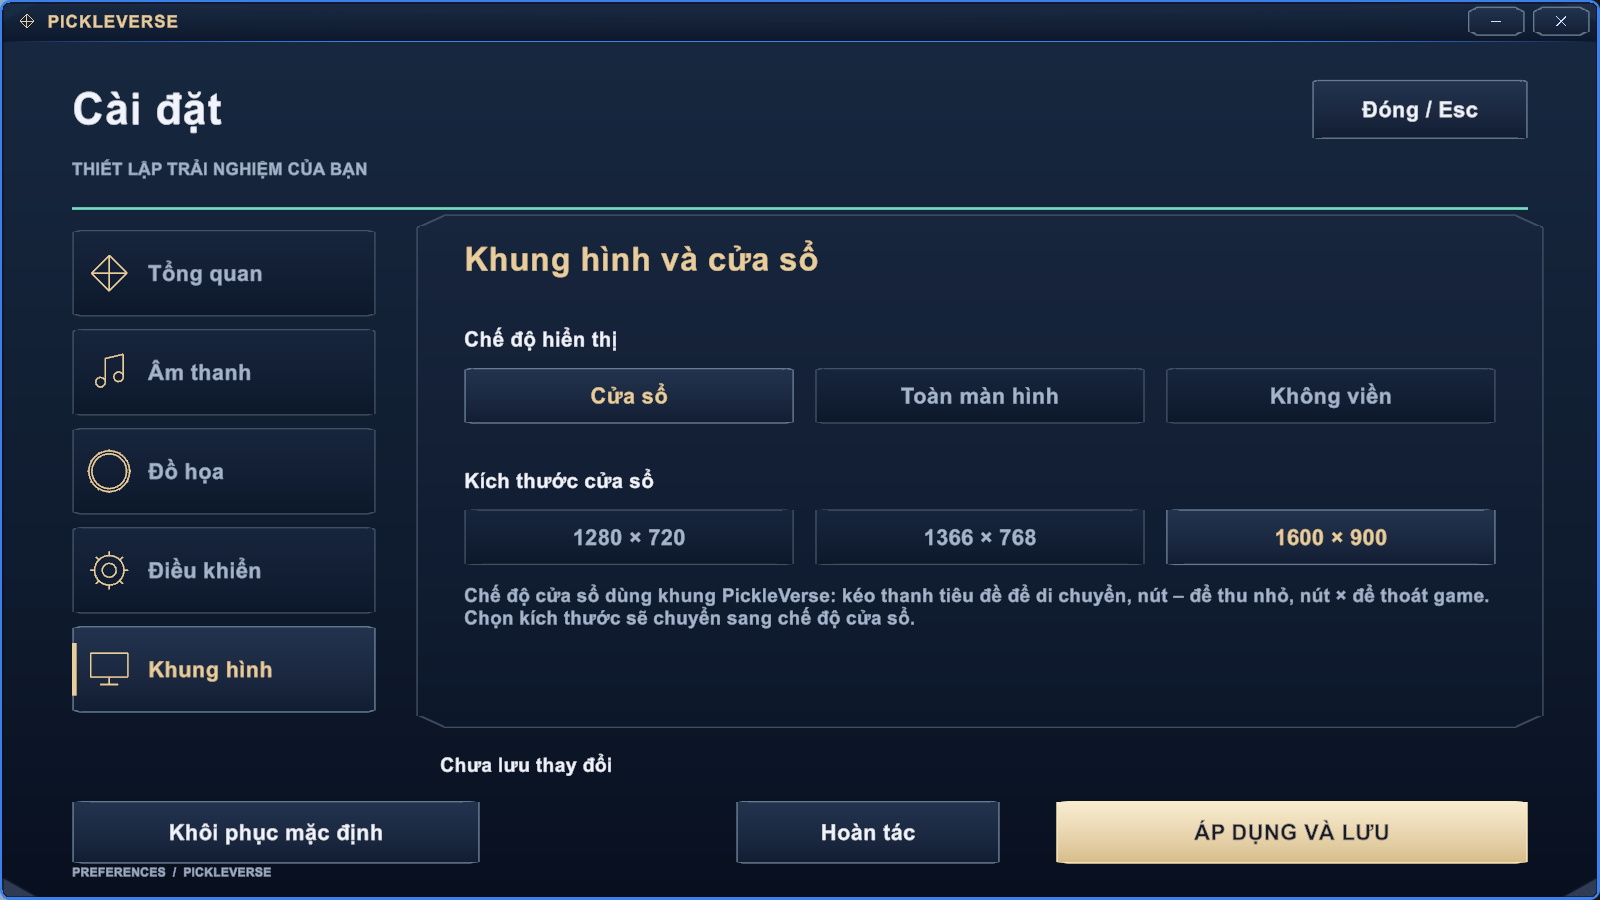 PICKLEVERSE
Cài đặt
Đóng / Esc
THIẾT LẬP TRẢI NGHIỆM CỦA BẠN
Tổng quan
Âm thanh
Đồ họa
Điều khiển
Khung hình
Khung hình và cửa sổ
Chế độ hiển thị
Cửa sổ
Toàn màn hình
Không viền
Kích thước cửa sổ
1280 × 720
1366 × 768
1600 × 900
Chế độ cửa sổ dùng khung PickleVerse: kéo thanh tiêu đề để di chuyển, nút – để thu nhỏ, nút × để thoát game.
Chọn kích thước sẽ chuyển sang chế độ cửa sổ.
Chưa lưu thay đổi
Khôi phục mặc định
Hoàn tác
ÁP DỤNG VÀ LƯU
PREFERENCES / PICKLEVERSE